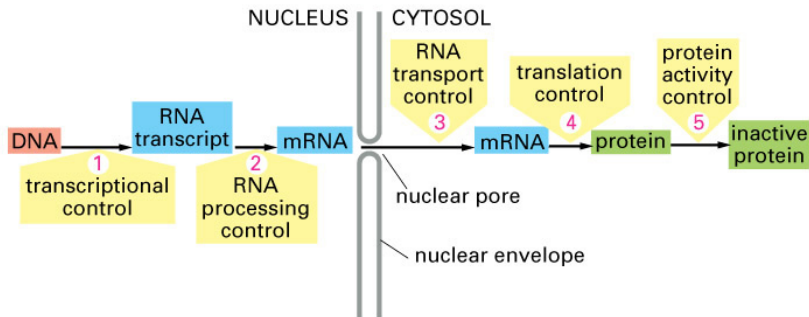 NUCLEUS
CYTOSOL
RNA
transport
control
3
translation
control
4
protein
activity
control
5
DNA
RNA
transcript
mRNA
mRNA
protein
inactive
protein
1
transcriptional
control
2
RNA
processing
control
nuclear pore
nuclear envelope